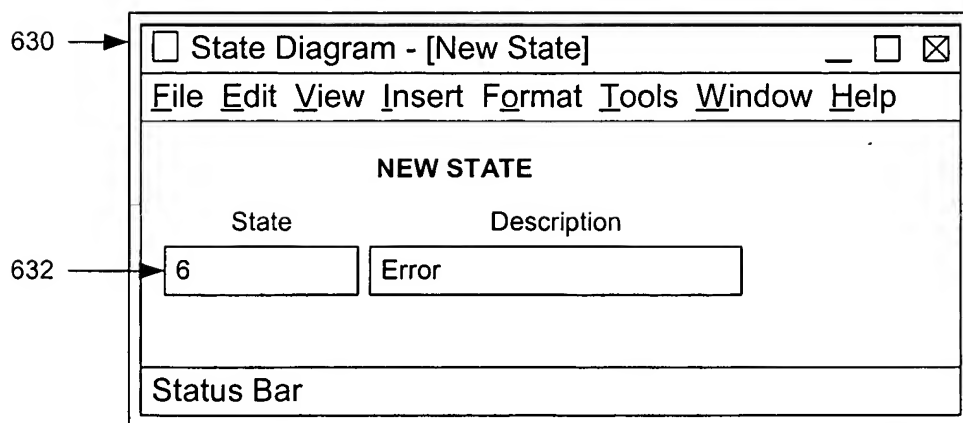 630
State Diagram - [New State]
File Edit View Insert Format Tools Window Help
NEW STATE
State Description
632
6 Error
Status Bar